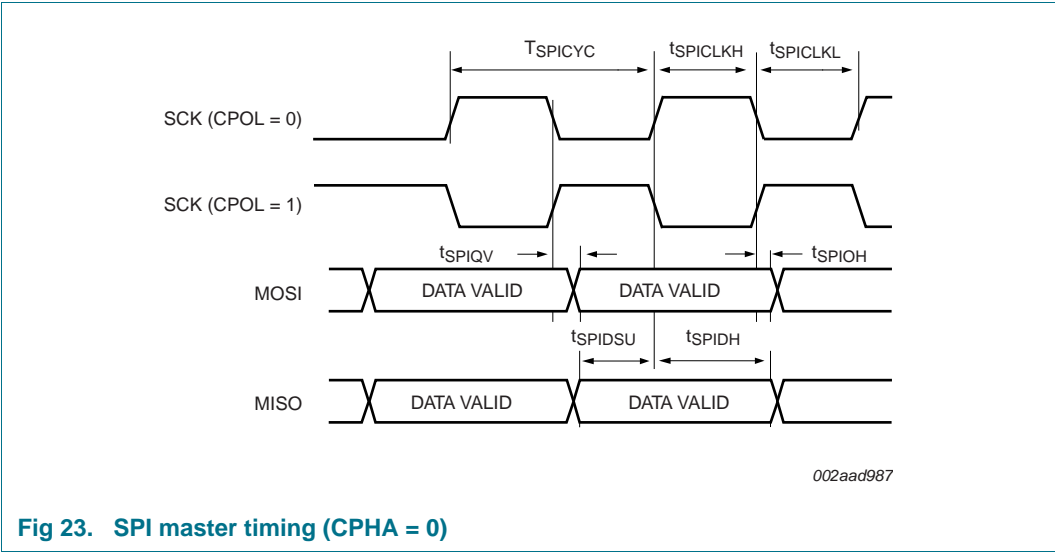 TSPICYC tSPICLKH tSPICLKL
SCK (CPOL = 0)
SCK (CPOL = 1)
tSPIQV tSPIOH
MOSI DATA VALID DATA VALID
tSPIDSU tSPIDH
MISO DATA VALID DATA VALID
002aad987
Fig 23. SPI master timing (CPHA = 0)